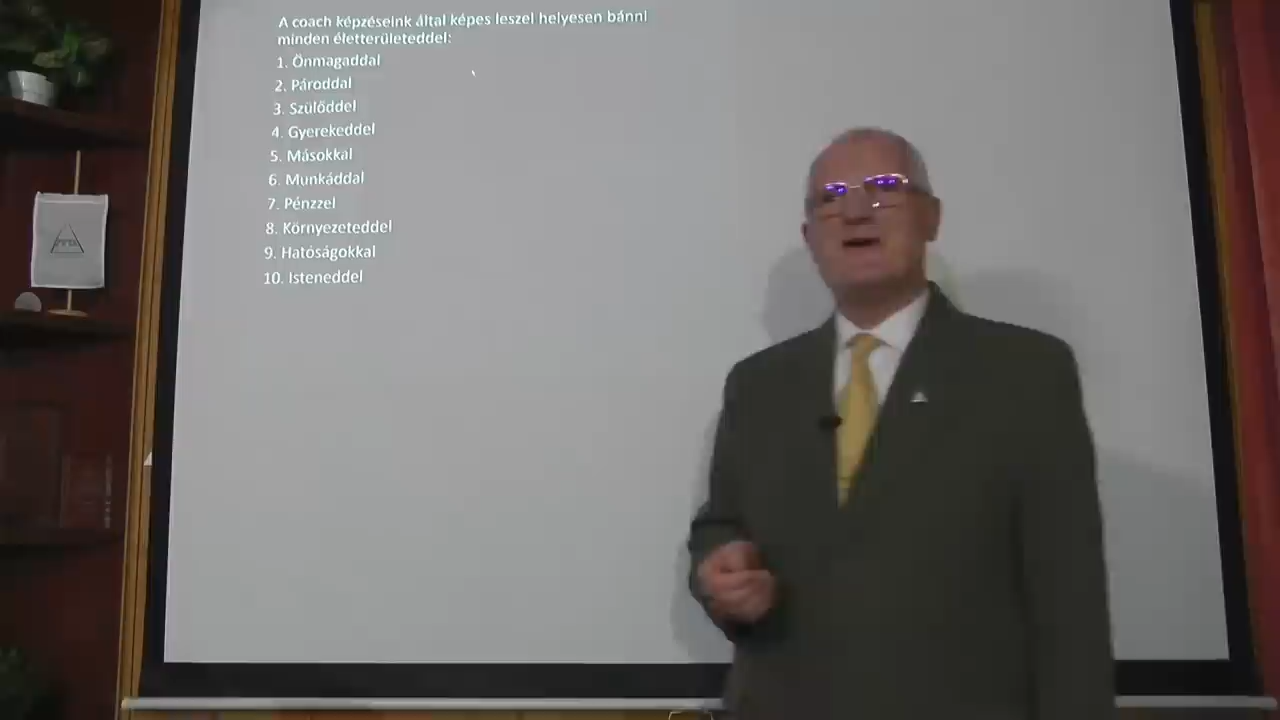 A coach képzéseink által képes leszel helyesen bánni
minden életterületeddel:
1. Önmagaddal
2. Pároddal
3. Szülőddel
4. Gyerekeddel
5. Másokkal
6. Munkáddal
7. Pénzzel
8. Környezeteddel
9. Hatóságokkal
10. Isteneddel